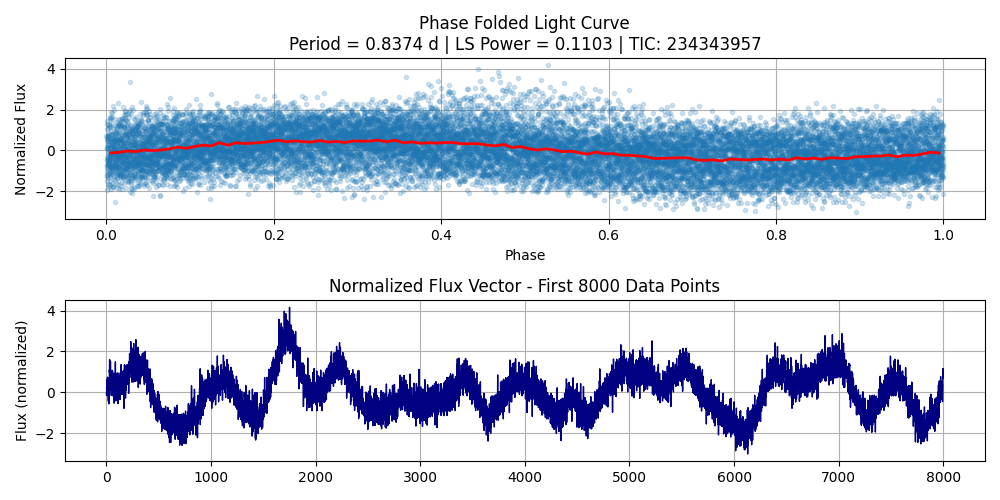 Phase Folded Light Curve
Period = 0.8374 d | LS Power = 0.1103 | TIC: 234343957
Normalized Flux
4
2
0
−2
0.0 0.2 0.4 0.6 0.8 1.0
Phase
Normalized Flux Vector - First 8000 Data Points
Flux (normalized)
4
2
0
−2
0 1000 2000 3000 4000 5000 6000 7000 8000